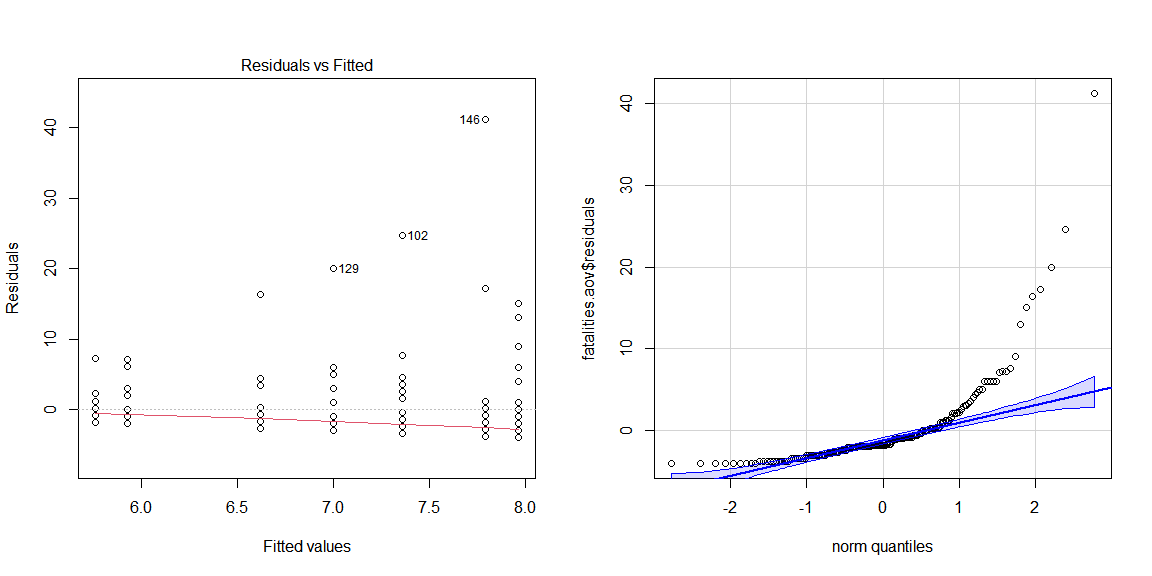 Residuals vs Fitted
Residuals
40
30
20
10
0
146
102
129
6.0 6.5 7.0 7.5 8.0
Fitted values
fatalities.aov$residuals
40
30
20
10
0
-2 -1 0 1 2
norm quantiles